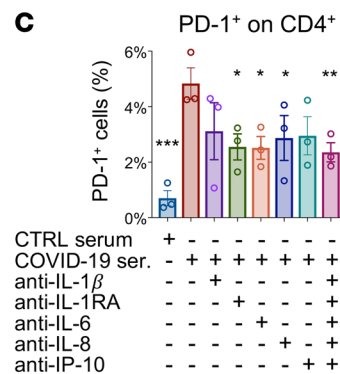 C
PD-1⁺ on CD4⁺
PD-1⁺ cells (%)
6%
4%
2%
0%
*** * * * **
CTRL serum + - - - - - - -
COVID-19 ser. - + + + + + + +
anti-IL-1β - - + - - - - +
anti-IL-1RA - - - + - - - +
anti-IL-6 - - - - + - - +
anti-IL-8 - - - - - + - +
anti-IP-10 - - - - - - + +